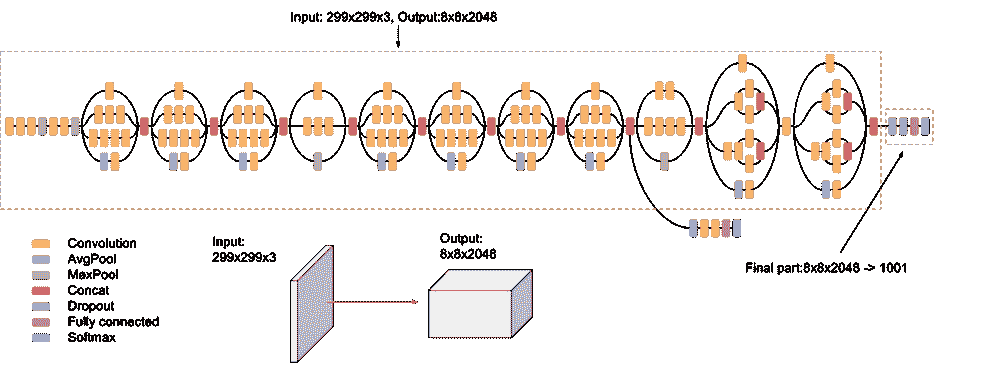 Input: 299x299x3, Output:8x8x2048
Convolution
AvgPool
MaxPool
Concat
Dropout
Fully connected
Softmax
Input:
299x299x3
Output:
8x8x2048
Final part:8x8x2048 -> 1001